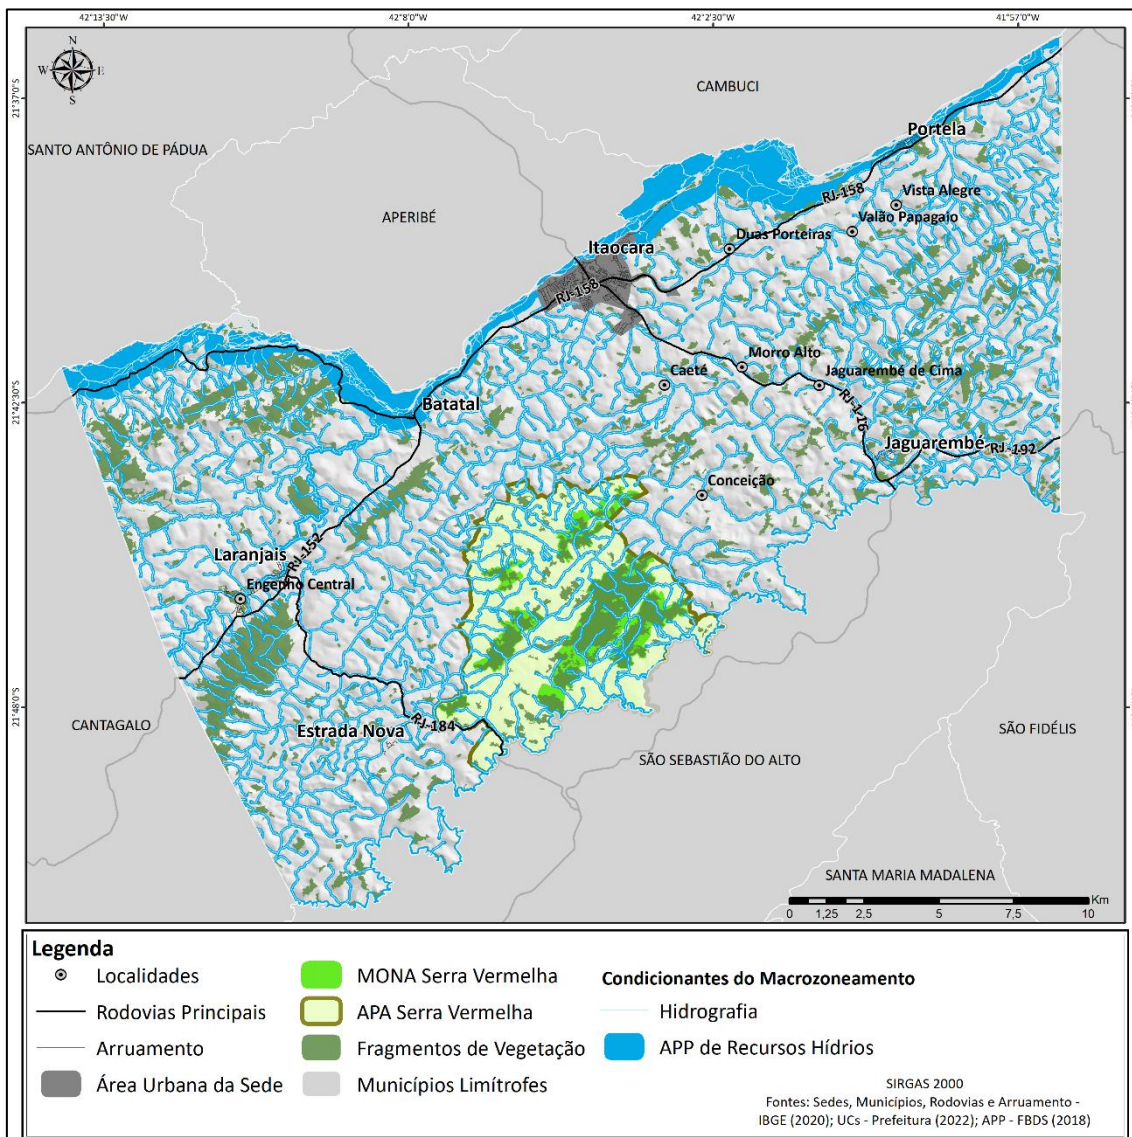 42°13'30"W
42°8'0"W
42°2'30"W
41°57'0"W
N
W
E
S
21°37'0"S
CAMBUCI
Portela
SANTO ANTÔNIO DE PÁDUA
RJ-158
Vista Alegre
APERIBÉ
Valão Papagaio
Duas Porteiras
Itaocara
RJ-158
Morro Alto
Caeté
Jaguarembé de Cima
21°42'30"S
Batatal
RJ-1-16
Jaguarembé
RJ-192
Conceição
RJ-152
Laranjais
Engenho Central
21°48'0"S
CANTAGALO
Estrada Nova
RJ-184
SÃO FIDÉLIS
SÃO SEBASTIÃO DO ALTO
SANTA MARIA MADALENA
Km
0 1,25 2,5 5 7,5 10
Legenda
Localidades
Rodovias Principais
Arruamento
Área Urbana da Sede
MONA Serra Vermelha
APA Serra Vermelha
Fragmentos de Vegetação
Municípios Limítrofes
Condicionantes do Macrozoneamento
Hidrografia
APP de Recursos Hídrios
SIRGAS 2000
Fontes: Sedes, Municípios, Rodovias e Arruamento -
IBGE (2020); UCs - Prefeitura (2022); APP - FBDS (2018)